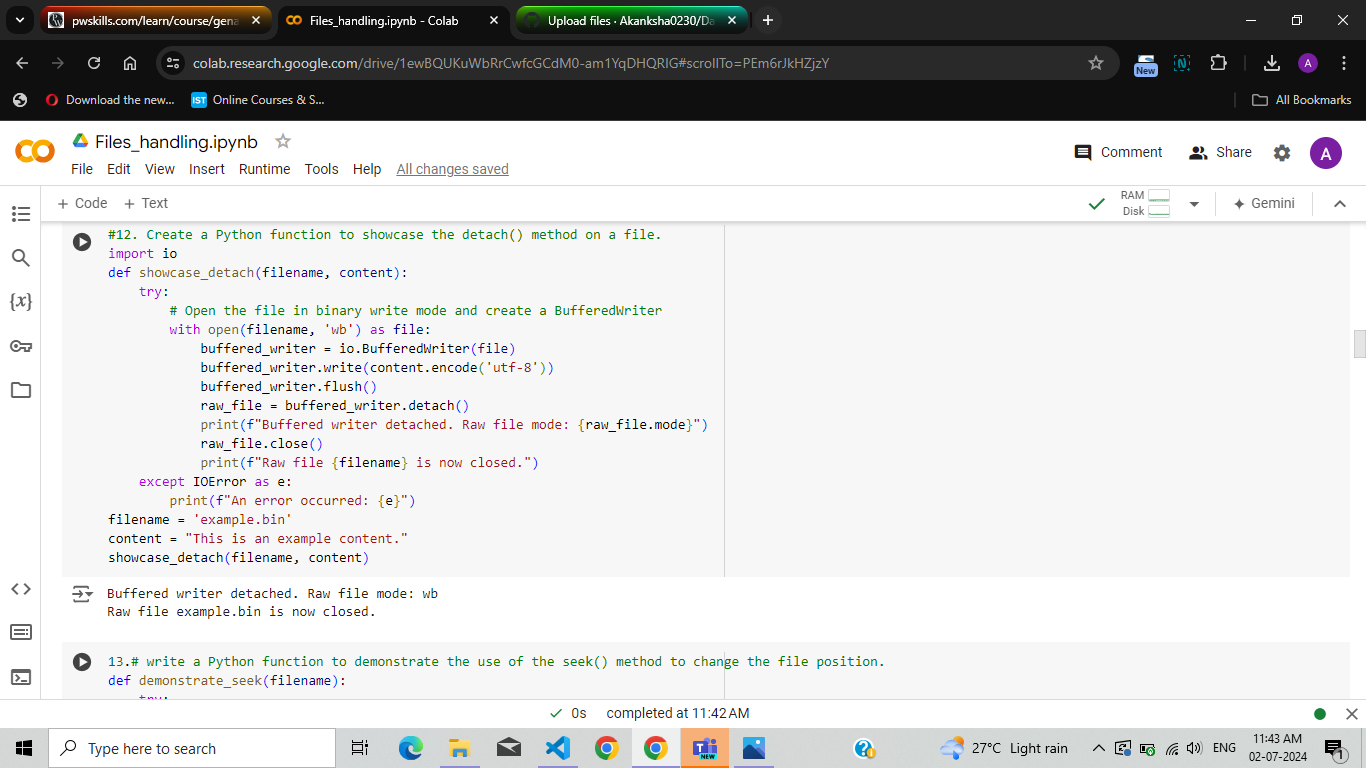 pwskills.com/learn/course/gena
Files_handling.ipynb - Colab
Upload files · Akanksha0230/Da
colab.research.google.com/drive/1ewBQUKuWbRrCwfcGCdM0-am1YqDHQRIG#scrollTo=PEm6rJkHZjzY
New
A
Download the new...
IST
Online Courses & S...
All Bookmarks
Files_handling.ipynb
Comment
Share
A
File Edit View Insert Runtime Tools Help All changes saved
+ Code + Text
RAM
Disk
Gemini
#12. Create a Python function to showcase the detach() method on a file.
import io
def showcase_detach(filename, content):
    try:
        # Open the file in binary write mode and create a BufferedWriter
        with open(filename, 'wb') as file:
            buffered_writer = io.BufferedWriter(file)
            buffered_writer.write(content.encode('utf-8'))
            buffered_writer.flush()
            raw_file = buffered_writer.detach()
            print(f"Buffered writer detached. Raw file mode: {raw_file.mode}")
            raw_file.close()
            print(f"Raw file {filename} is now closed.")
    except IOError as e:
        print(f"An error occurred: {e}")
filename = 'example.bin'
content = "This is an example content."
showcase_detach(filename, content)
Buffered writer detached. Raw file mode: wb
Raw file example.bin is now closed.
13.# write a Python function to demonstrate the use of the seek() method to change the file position.
def demonstrate_seek(filename):
    try:
0s completed at 11:42 AM
Type here to search
NEW
27°C Light rain
ENG
11:43 AM
02-07-2024
1